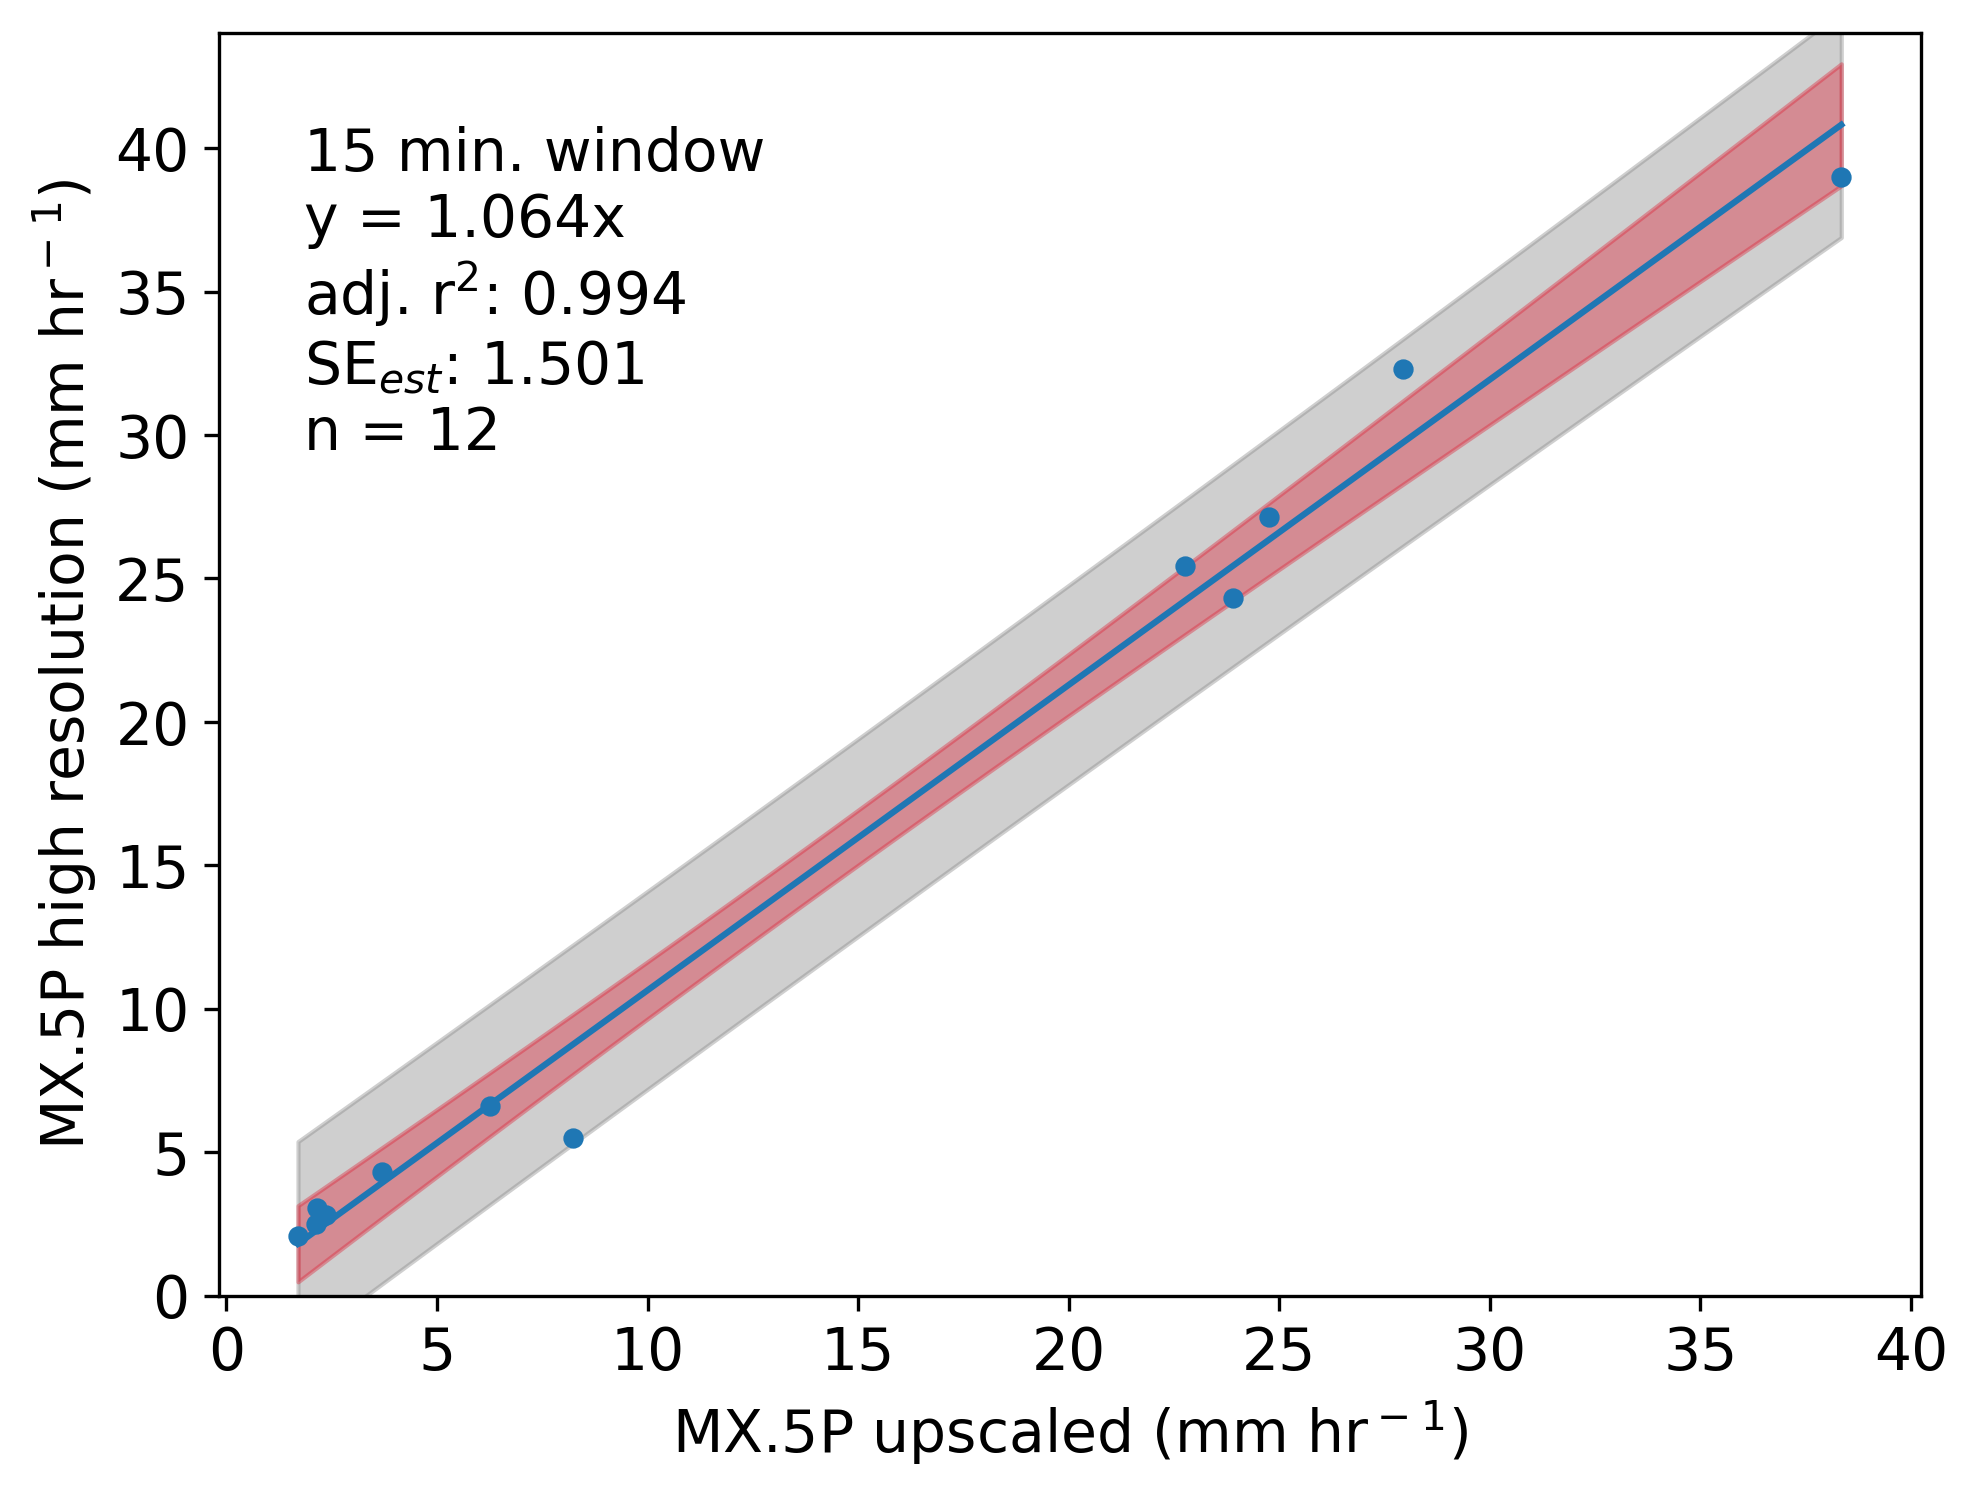 15 min. window
y = 1.064x
adj. r²: 0.994
SE_est: 1.501
n = 12
MX.5P high resolution (mm hr⁻¹)
40
35
30
25
20
15
10
5
0
0 5 10 15 20 25 30 35 40
MX.5P upscaled (mm hr⁻¹)